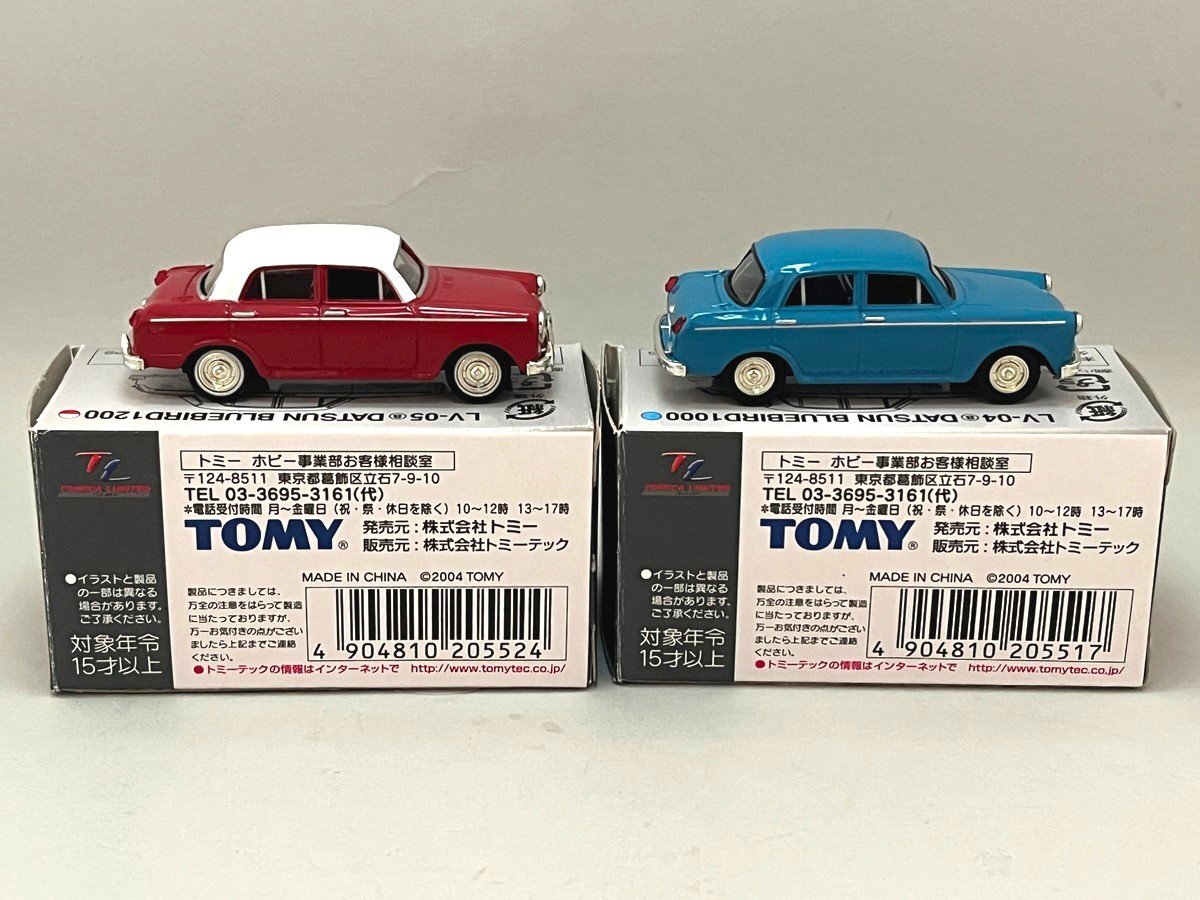 LV-05 ⓐ DATSUN BLUEBIRD1200
紙
外箱
TL
TOMICA LIMITED
トミー ホビー事業部お客様相談室
〒124-8511 東京都葛飾区立石7-9-10
TEL 03-3695-3161(代)
*電話受付時間 月〜金曜日(祝・祭・休日を除く) 10〜12時 13〜17時
TOMY®
発売元:株式会社トミー
販売元:株式会社トミーテック
MADE IN CHINA ©2004 TOMY
●イラストと製品
の一部は異なる
場合があります。
ご了承ください。
対象年令
15才以上
製品につきましては、
万全の注意をはらって製造
に当たっておりますが、
万一お気付きの点がござい
ましたら上記までご連絡
ください。
4 904810 205524
●トミーテックの情報はインターネットで http://www.tomytec.co.jp/
LV-04 ⓐ DATSUN BLUEBIRD1000
紙
外箱
TL
TOMICA LIMITED
トミー ホビー事業部お客様相談室
〒124-8511 東京都葛飾区立石7-9-10
TEL 03-3695-3161(代)
*電話受付時間 月〜金曜日(祝・祭・休日を除く) 10〜12時 13〜17時
TOMY®
発売元:株式会社トミー
販売元:株式会社トミーテック
MADE IN CHINA ©2004 TOMY
●イラストと製品
の一部は異なる
場合があります。
ご了承ください。
対象年令
15才以上
製品につきましては、
万全の注意をはらって製造
に当たっておりますが、
万一お気付きの点がござい
ましたら上記までご連絡
ください。
4 904810 205517
●トミーテックの情報はインターネットで http://www.tomytec.co.jp/